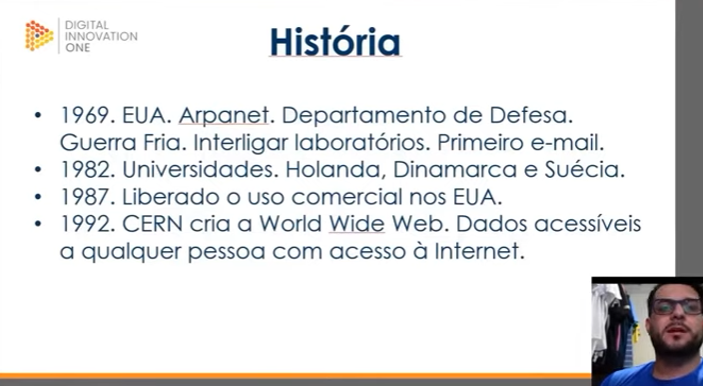 DIGITAL
INNOVATION
ONE
História
• 1969. EUA. Arpanet. Departamento de Defesa.
Guerra Fria. Interligar laboratórios. Primeiro e-mail.
• 1982. Universidades. Holanda, Dinamarca e Suécia.
• 1987. Liberado o uso comercial nos EUA.
• 1992. CERN cria a World Wide Web. Dados acessíveis
a qualquer pessoa com acesso à Internet.